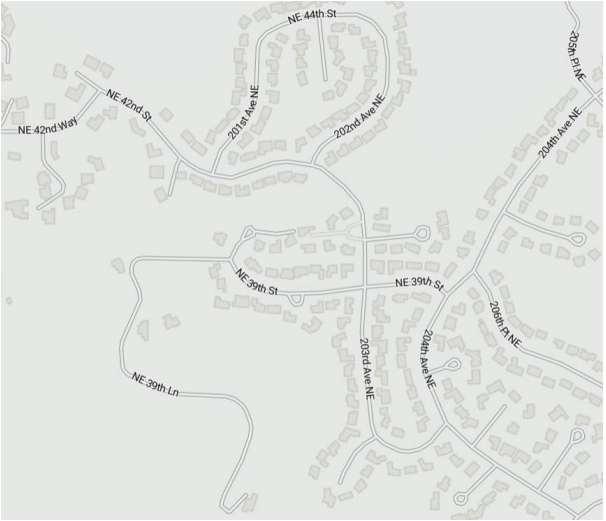 NE 44th St
205th Pl NE
NE 42nd St
201st Ave NE
202nd Ave NE
NE 42nd Way
204th Ave NE
NE 39th St
NE 39th St
206th Pl NE
203rd Ave NE
204th Ave NE
NE 39th Ln